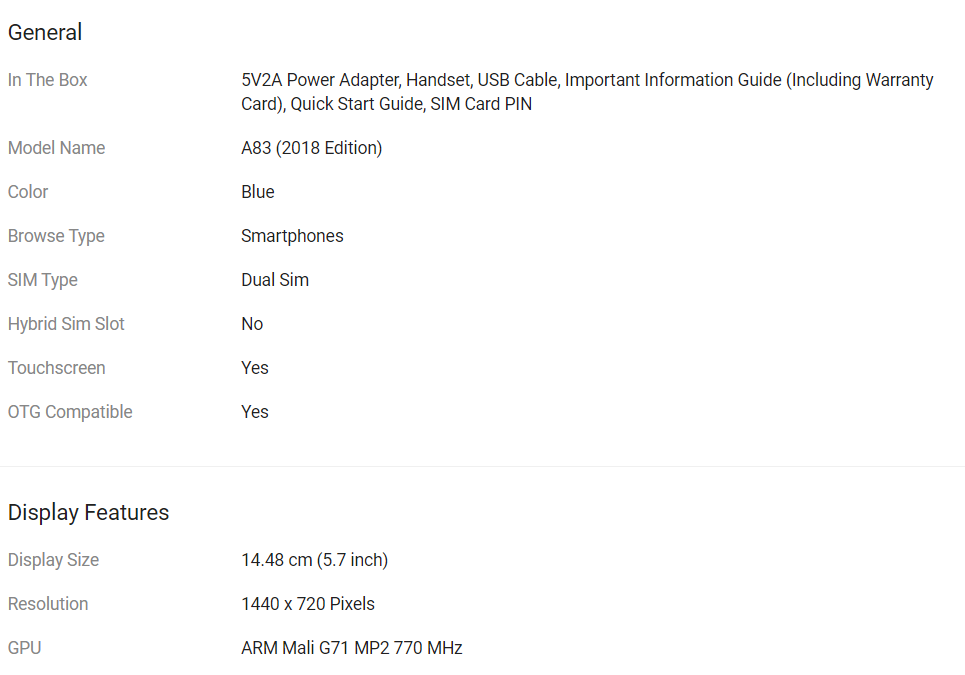 General
In The Box 5V2A Power Adapter, Handset, USB Cable, Important Information Guide (Including Warranty
Card), Quick Start Guide, SIM Card PIN
Model Name A83 (2018 Edition)
Color Blue
Browse Type Smartphones
SIM Type Dual Sim
Hybrid Sim Slot No
Touchscreen Yes
OTG Compatible Yes
Display Features
Display Size 14.48 cm (5.7 inch)
Resolution 1440 x 720 Pixels
GPU ARM Mali G71 MP2 770 MHz